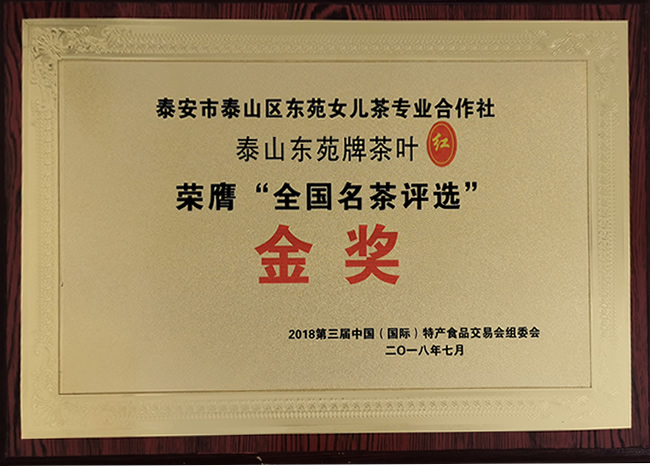 泰安市泰山区东苑女儿茶专业合作社
泰山东苑牌茶叶 红
荣膺“全国名茶评选”
金奖
2018第三届中国（国际）特产食品交易会组委会
二〇一八年七月